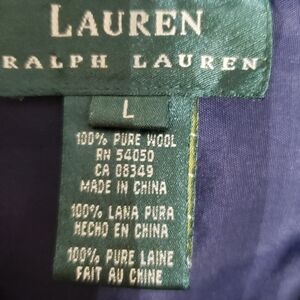 LAUREN
RALPH LAUREN
L
100% PURE WOOL
RN 54050
CA 08349
MADE IN CHINA
100% LANA PURA
HECHO EN CHINA
100% PURE LAINE
FAIT AU CHINE